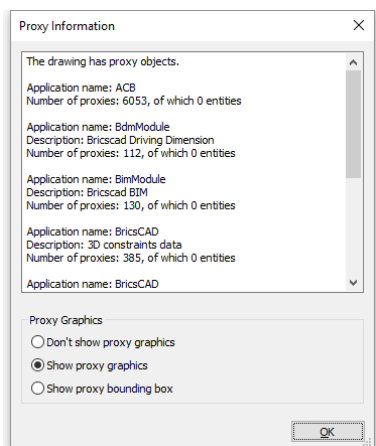 Proxy Information
The drawing has proxy objects.
Application name: ACB
Number of proxies: 6053, of which 0 entities
Application name: BdmModule
Description: Bricscad Driving Dimension
Number of proxies: 112, of which 0 entities
Application name: BimModule
Description: Bricscad BIM
Number of proxies: 130, of which 0 entities
Application name: BricsCAD
Description: 3D constraints data
Number of proxies: 385, of which 0 entities
Application name: BricsCAD
Proxy Graphics
Don't show proxy graphics
Show proxy graphics
Show proxy bounding box
OK